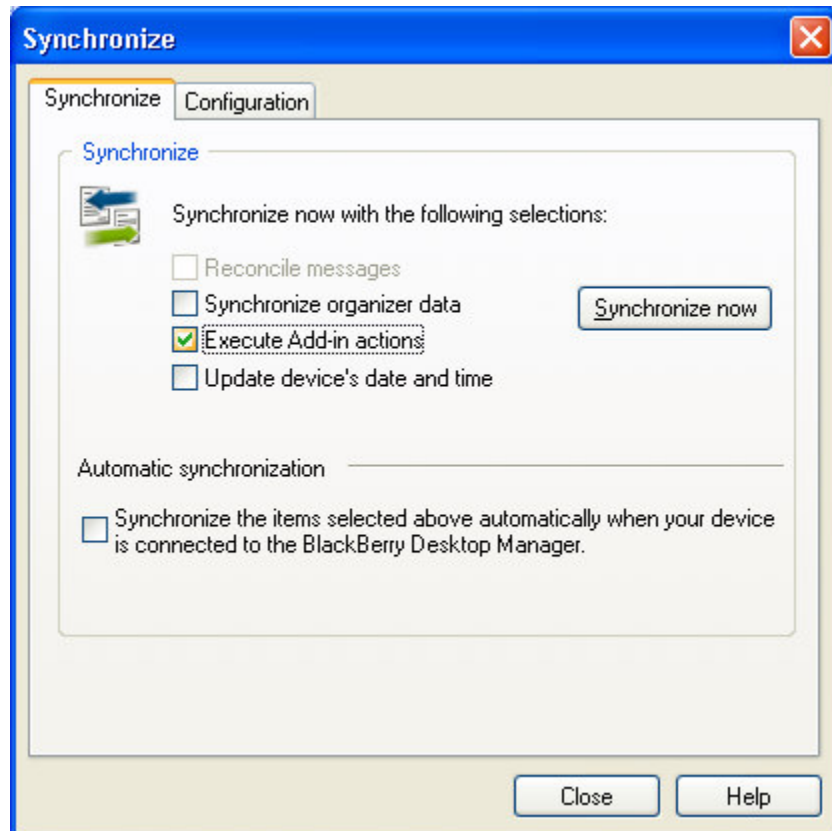 Synchronize
Synchronize Configuration
Synchronize
Synchronize now with the following selections:
Reconcile messages
Synchronize organizer data
Synchronize now
Execute Add-in actions
Update device's date and time
Automatic synchronization
Synchronize the items selected above automatically when your device
is connected to the BlackBerry Desktop Manager.
Close Help